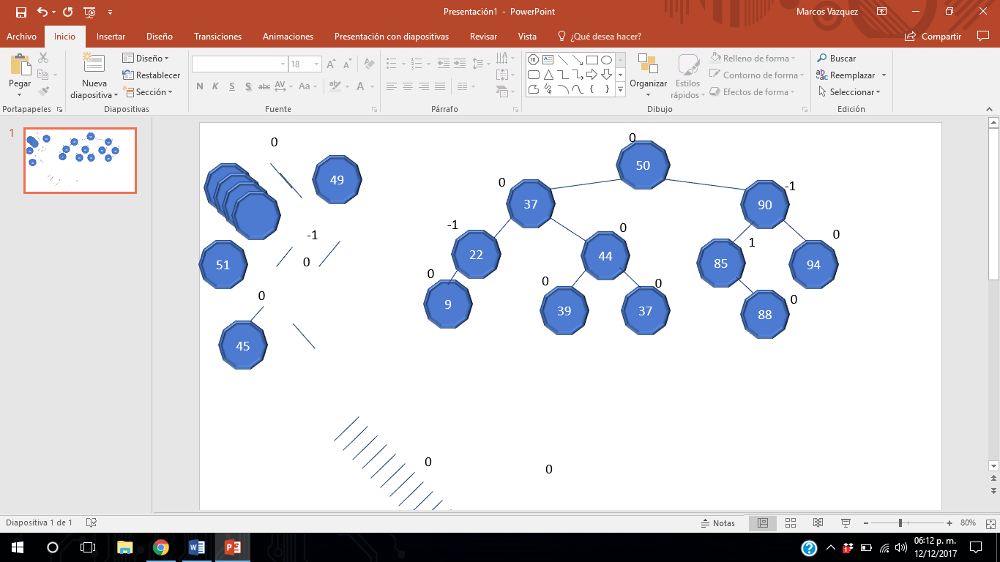 Presentación1 - PowerPoint
Marcos Vazquez
Archivo Inicio Insertar Diseño Transiciones Animaciones Presentación con diapositivas Revisar Vista ¿Qué desea hacer? Compartir
Pegar
Nueva diapositiva
Diseño
Restablecer
Sección
18
N K S S abc AV Aa A
Organizar
Estilos rápidos
Relleno de forma
Contorno de forma
Efectos de forma
Buscar
Reemplazar
Seleccionar
Portapapeles Diapositivas Fuente Párrafo Dibujo Edición
1
0
49
-1
0
51
0
45
0
50
0
37
-1
90
-1
22
0
44
1
85
0
94
0
9
0
39
0
37
0
88
0
0
Diapositiva 1 de 1
Notas
80%
06:12 p. m.
12/12/2017